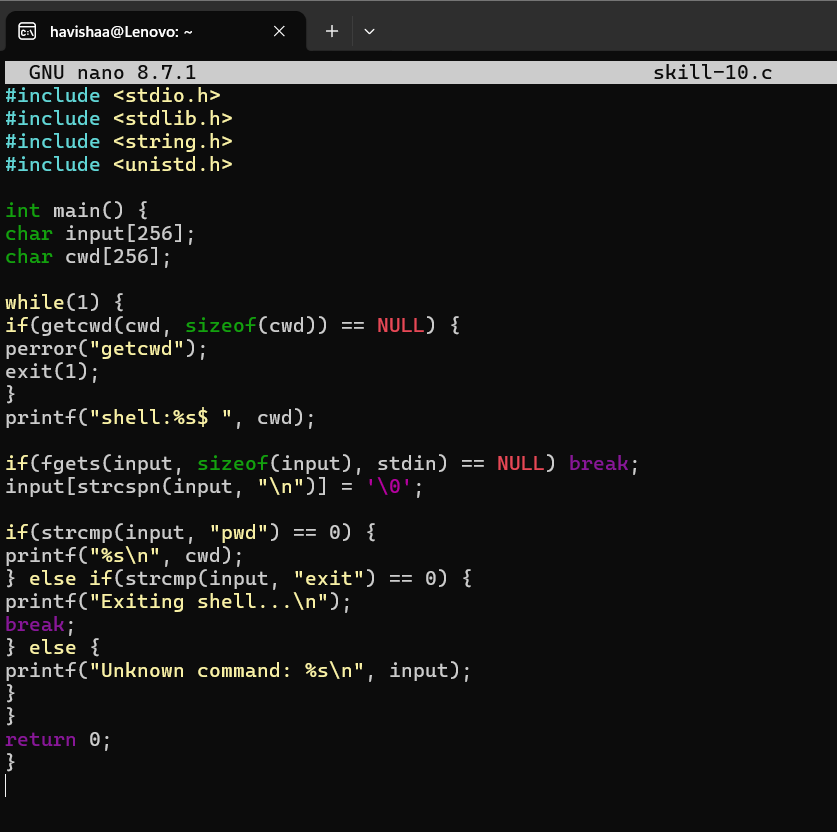 havishaa@Lenovo: ~
GNU nano 8.7.1 skill-10.c
#include <stdio.h>
#include <stdlib.h>
#include <string.h>
#include <unistd.h>
int main() {
char input[256];
char cwd[256];
while(1) {
if(getcwd(cwd, sizeof(cwd)) == NULL) {
perror("getcwd");
exit(1);
}
printf("shell:%s$ ", cwd);
if(fgets(input, sizeof(input), stdin) == NULL) break;
input[strcspn(input, "\n")] = '\0';
if(strcmp(input, "pwd") == 0) {
printf("%s\n", cwd);
} else if(strcmp(input, "exit") == 0) {
printf("Exiting shell...\n");
break;
} else {
printf("Unknown command: %s\n", input);
}
}
return 0;
}